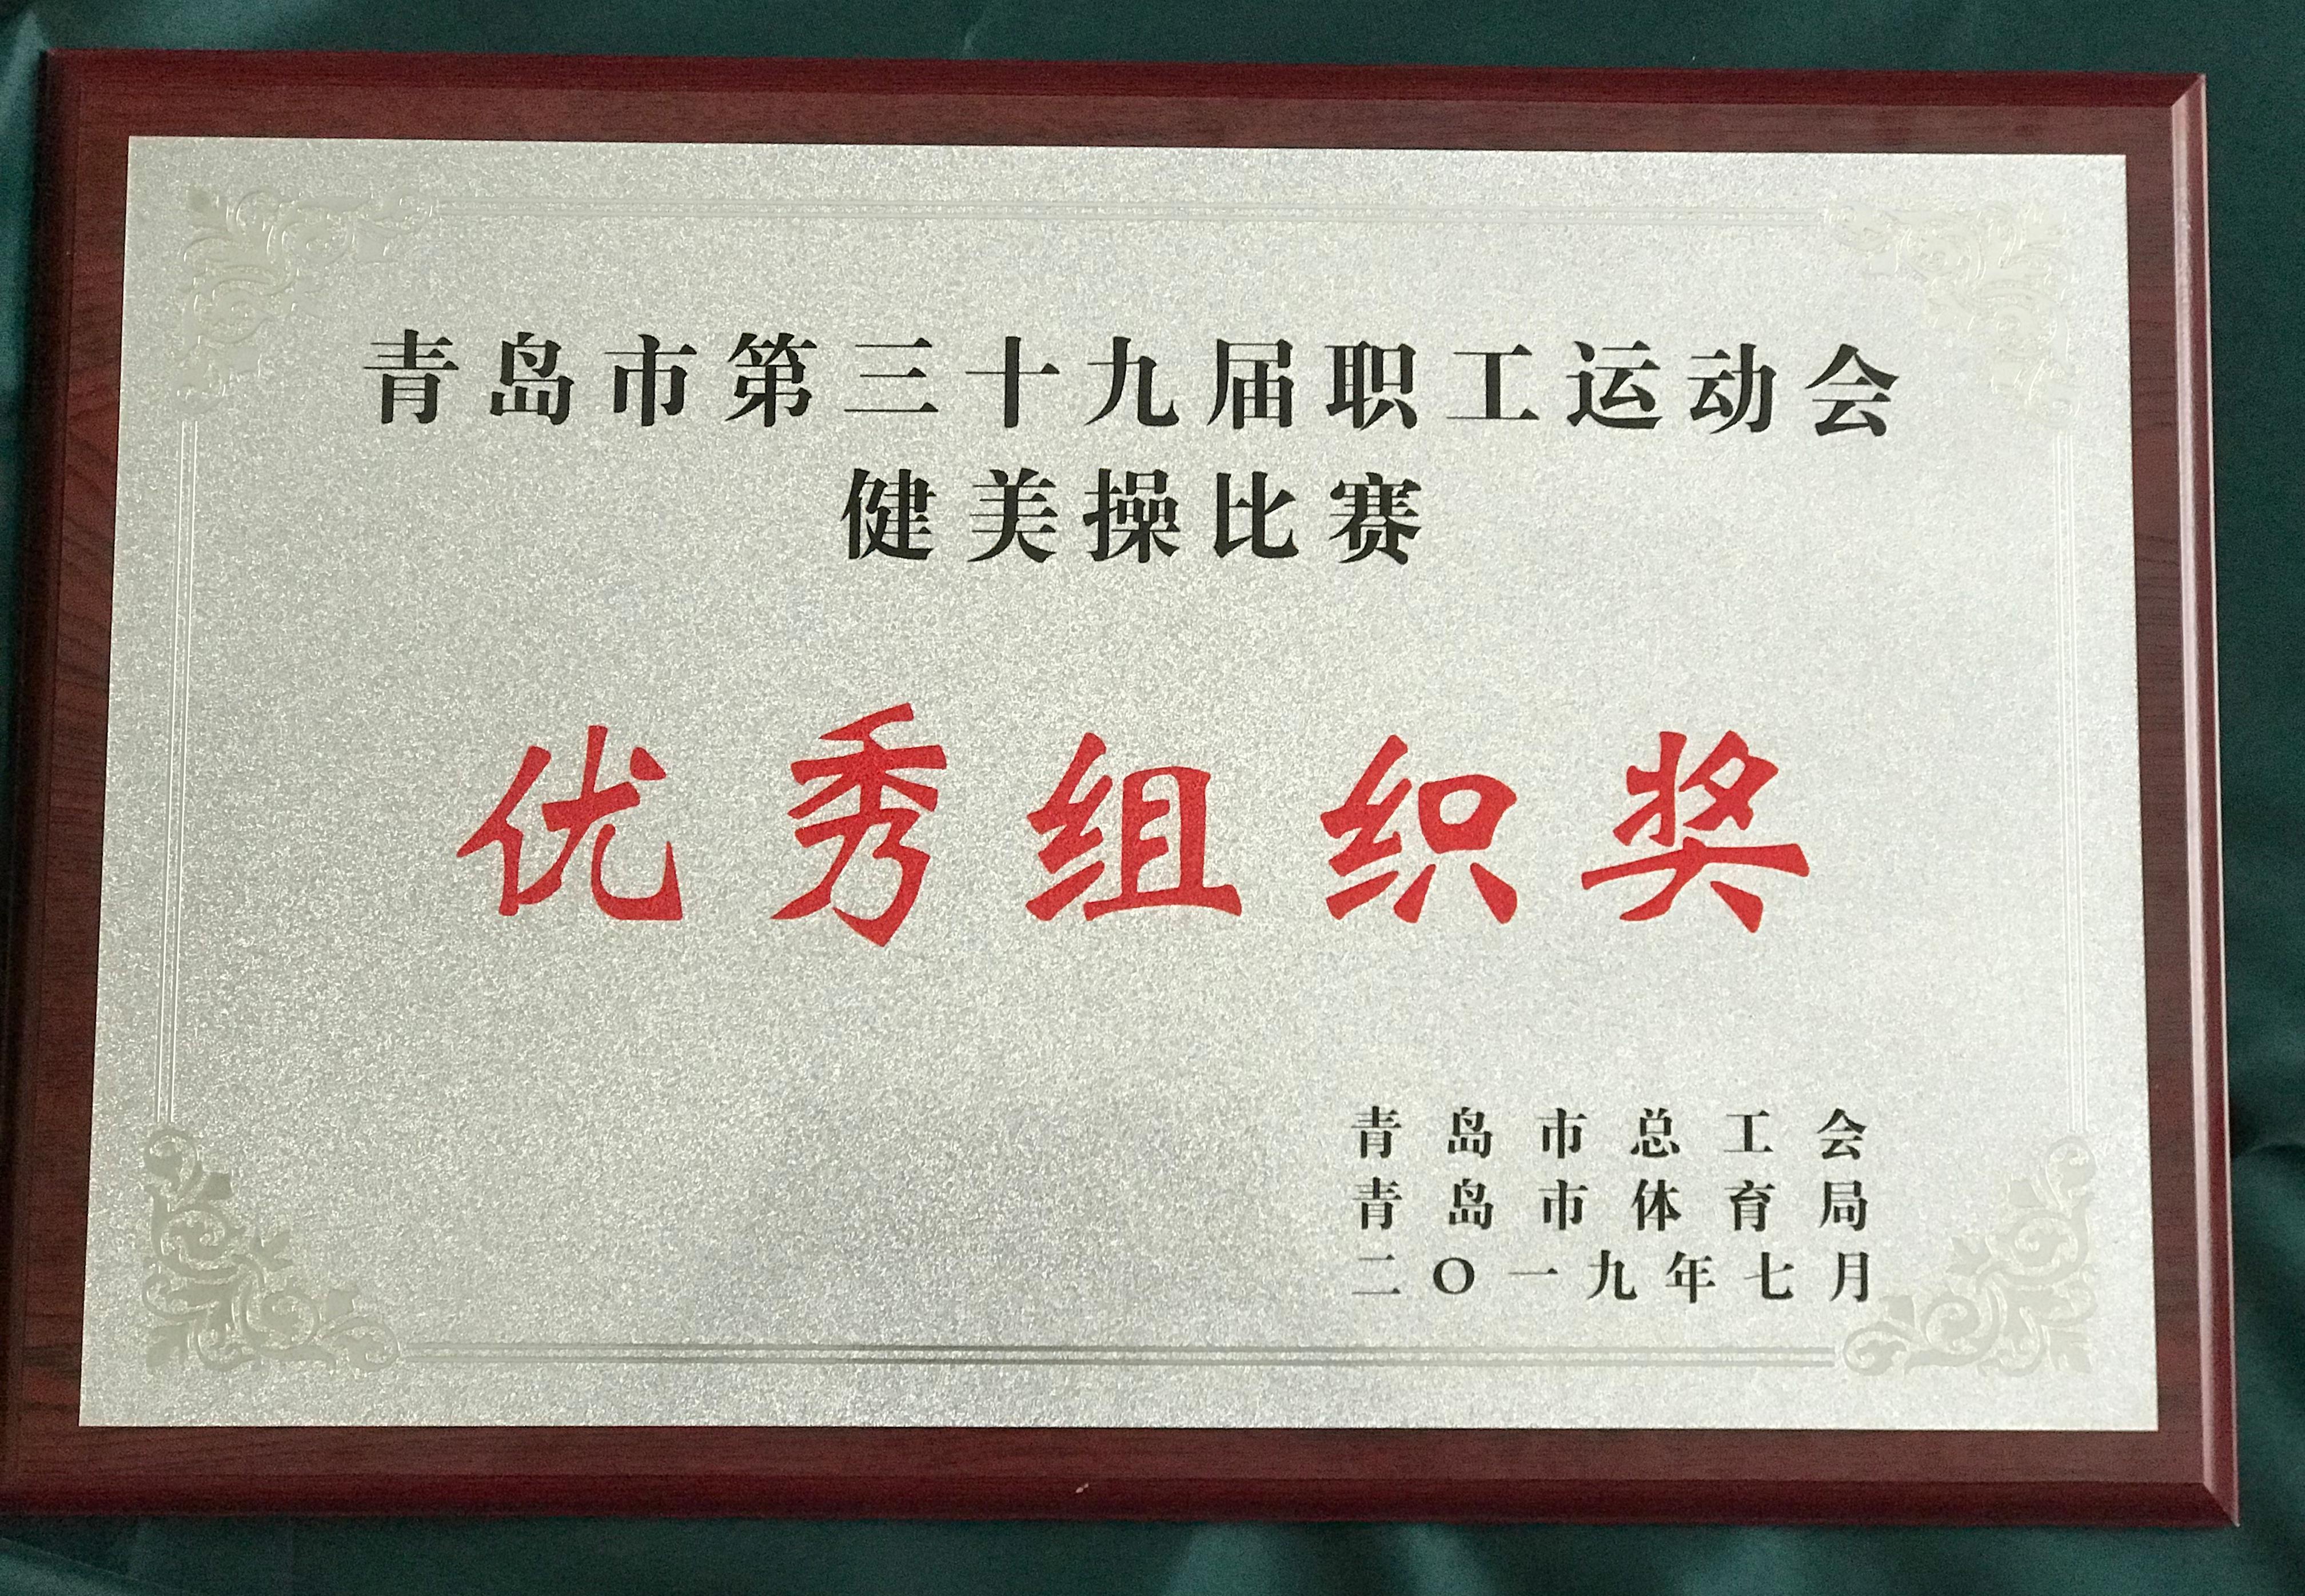 青岛市第三十九届职工运动会
健美操比赛
优秀组织奖
青岛市总工会
青岛市体育局
二〇一九年七月